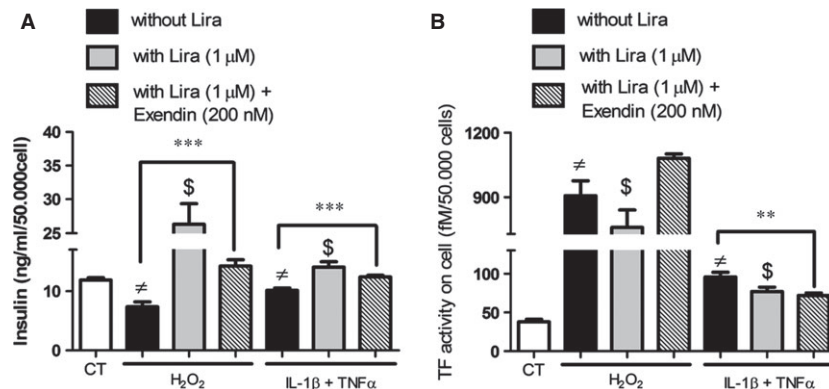 A
without Lira
with Lira (1 μM)
with Lira (1 μM) +
Exendin (200 nM)
Insulin (ng/ml/50.000cell)
40
35
30
25
10
0
***
$
≠
***
$
≠
CT
H₂O₂
IL-1β + TNFα
B
without Lira
with Lira (1 μM)
with Lira (1 μM) +
Exendin (200 nM)
TF activity on cell (fM/50.000 cells)
1200
900
100
50
0
≠
$
**
≠
$
CT
H₂O₂
IL-1β + TNFα